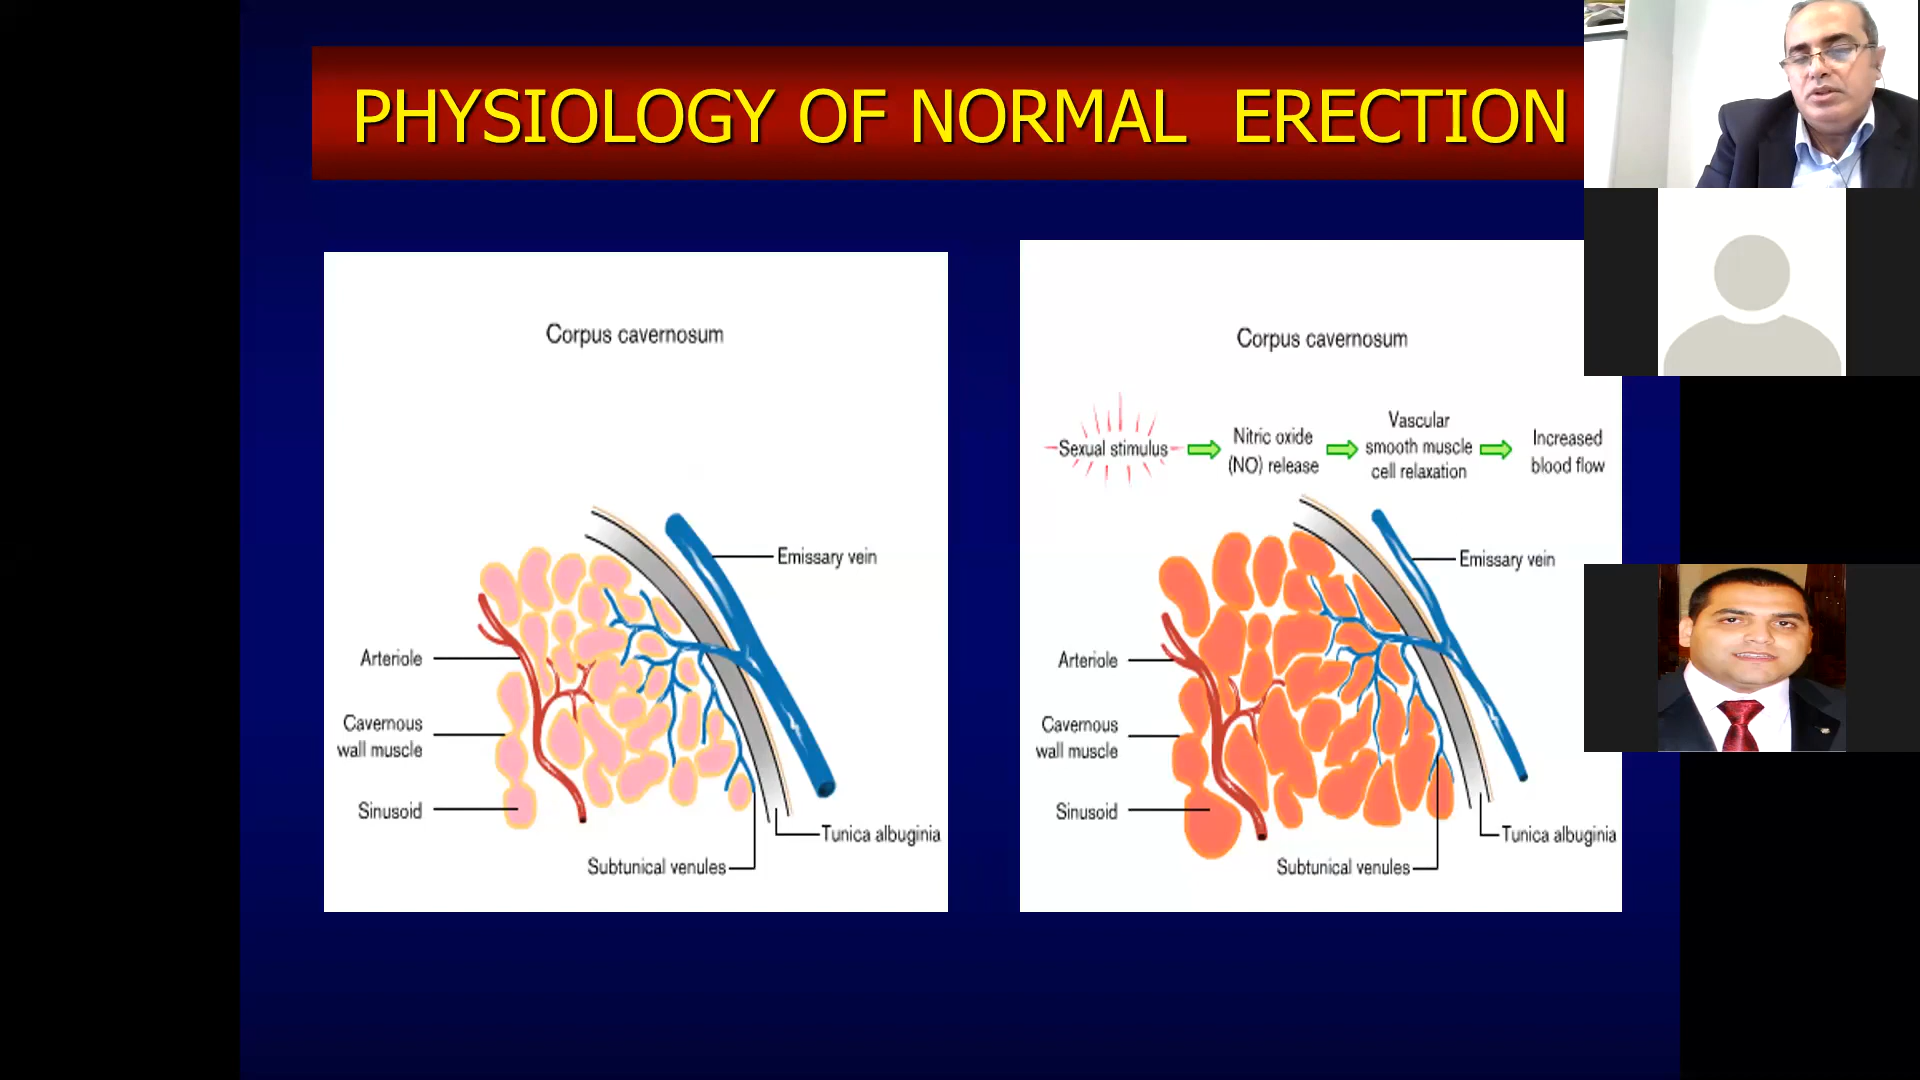 PHYSIOLOGY OF NORMAL ERECTION
Corpus cavernosum
Emissary vein
Arteriole
Cavernous
wall muscle
Sinusoid
Tunica albuginia
Subtunical venules
Corpus cavernosum
Sexual stimulus
Nitric oxide
(NO) release
Vascular
smooth muscle
cell relaxation
Increased
blood flow
Emissary vein
Arteriole
Cavernous
wall muscle
Sinusoid
Tunica albuginia
Subtunical venules